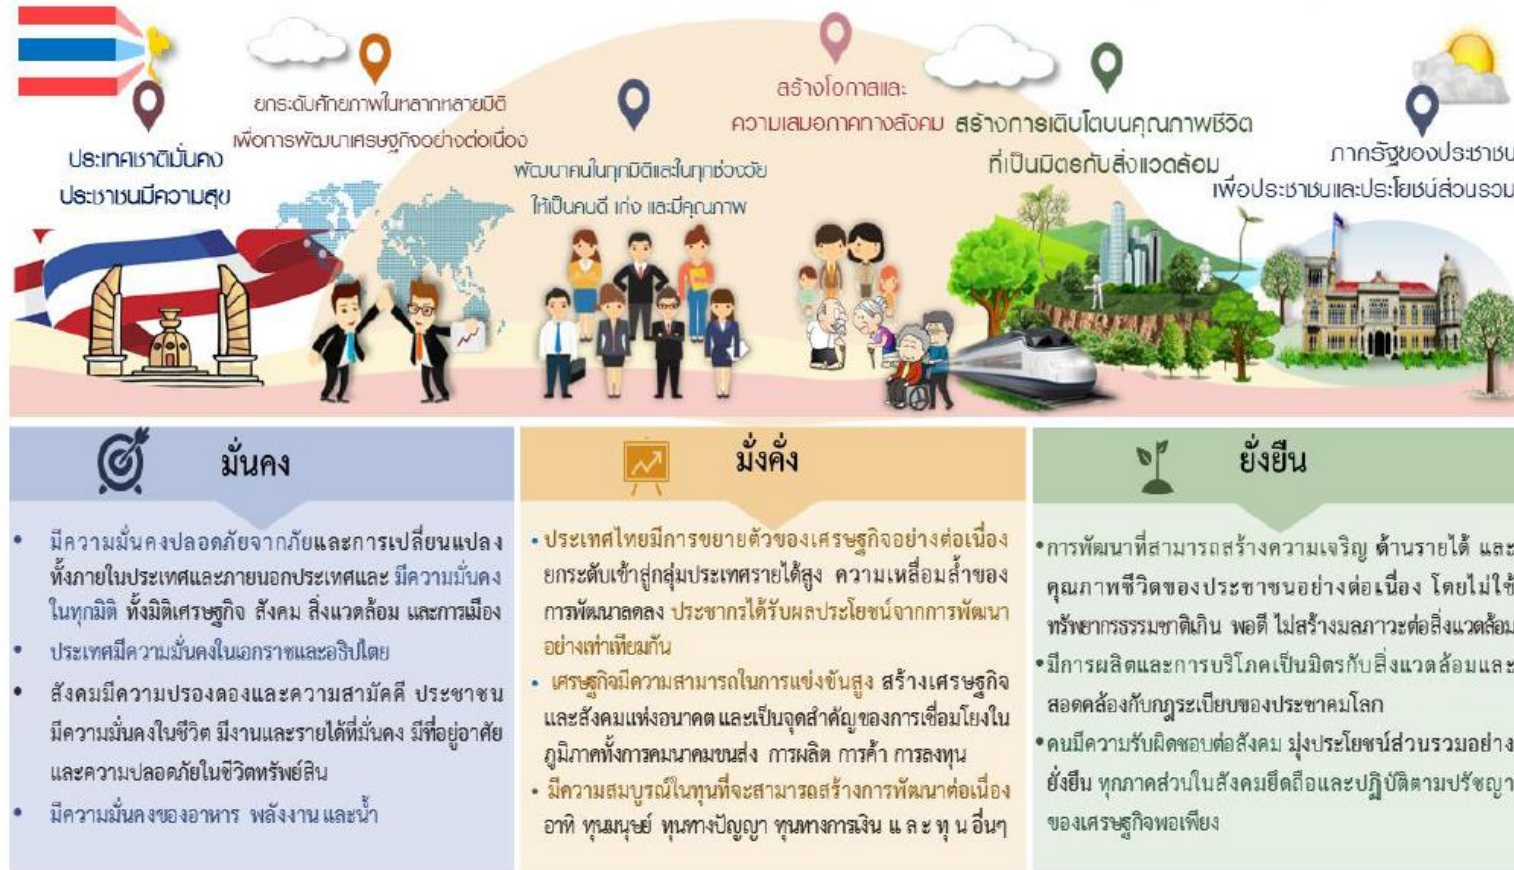 ประเทศชาติมั่นคง
ประชาชนมีความสุข
ยกระดับศักยภาพในหลากหลายมิติ
เพื่อการพัฒนาเศรษฐกิจอย่างต่อเนื่อง
พัฒนาคนในทุกมิติและในทุกช่วงวัย
ให้เป็นคนดี เก่ง และมีคุณภาพ
สร้างโอกาสและ
ความเสมอภาคทางสังคม
สร้างการเติบโตบนคุณภาพชีวิต
ที่เป็นมิตรกับสิ่งแวดล้อม
ภาครัฐของประชาชน
เพื่อประชาชนและประโยชน์ส่วนรวม
มั่นคง
• มีความมั่นคงปลอดภัยจากภัยและการเปลี่ยนแปลง
ทั้งภายในประเทศและภายนอกประเทศและ มีความมั่นคง
ในทุกมิติ ทั้งมิติเศรษฐกิจ สังคม สิ่งแวดล้อม และการเมือง
• ประเทศมีความมั่นคงในเอกราชและอธิปไตย
• สังคมมีความปรองดองและความสามัคคี ประชาชน
มีความมั่นคงในชีวิต มีงานและรายได้ที่มั่นคง มีที่อยู่อาศัย
และความปลอดภัยในชีวิตทรัพย์สิน
• มีความมั่นคงของอาหาร พลังงาน และน้ำ
มั่งคั่ง
• ประเทศไทยมีการขยายตัวของเศรษฐกิจอย่างต่อเนื่อง
ยกระดับเข้าสู่กลุ่มประเทศรายได้สูง ความเหลื่อมล้ำของ
การพัฒนาลดลง ประชากรได้รับผลประโยชน์จากการพัฒนา
อย่างเท่าเทียมกัน
• เศรษฐกิจมีความสามารถในการแข่งขันสูง สร้างเศรษฐกิจ
และสังคมแห่งอนาคต และเป็นจุดสำคัญของการเชื่อมโยงใน
ภูมิภาคทั้งการคมนาคมขนส่ง การผลิต การค้า การลงทุน
• มีความสมบูรณ์ในทุนที่จะสามารถสร้างการพัฒนาต่อเนื่อง
อาทิ ทุนมนุษย์ ทุนทางปัญญา ทุนทางการเงิน และทุนอื่นๆ
ยั่งยืน
• การพัฒนาที่สามารถสร้างความเจริญ ด้านรายได้ และ
คุณภาพชีวิตของประชาชนอย่างต่อเนื่อง โดยไม่ใช้
ทรัพยากรธรรมชาติเกิน พอดี ไม่สร้างมลภาวะต่อสิ่งแวดล้อม
• มีการผลิตและการบริโภคเป็นมิตรกับสิ่งแวดล้อมและ
สอดคล้องกับกฎระเบียบของประชาคมโลก
• คนมีความรับผิดชอบต่อสังคม มุ่งประโยชน์ส่วนรวมอย่าง
ยั่งยืน ทุกภาคส่วนในสังคมยึดถือและปฏิบัติตามปรัชญา
ของเศรษฐกิจพอเพียง